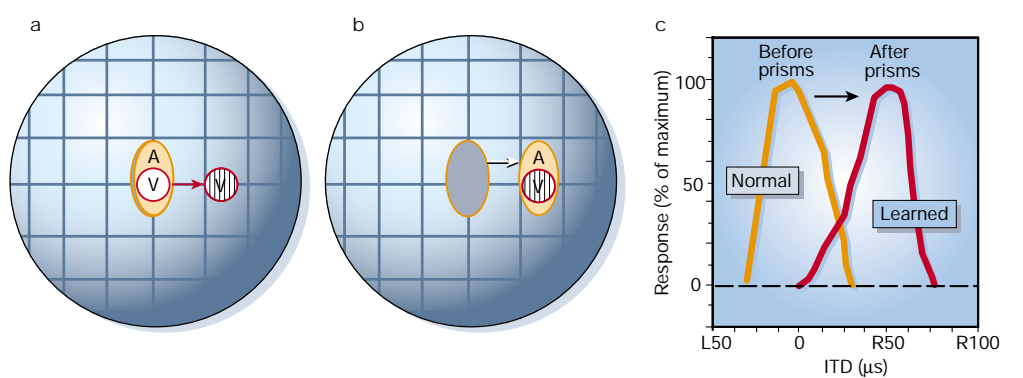 a
A
V
V
b
A
V
c
Before
prisms
After
prisms
Normal
Learned
Response (% of maximum)
100
50
0
L50
0
R50
R100
ITD (μs)